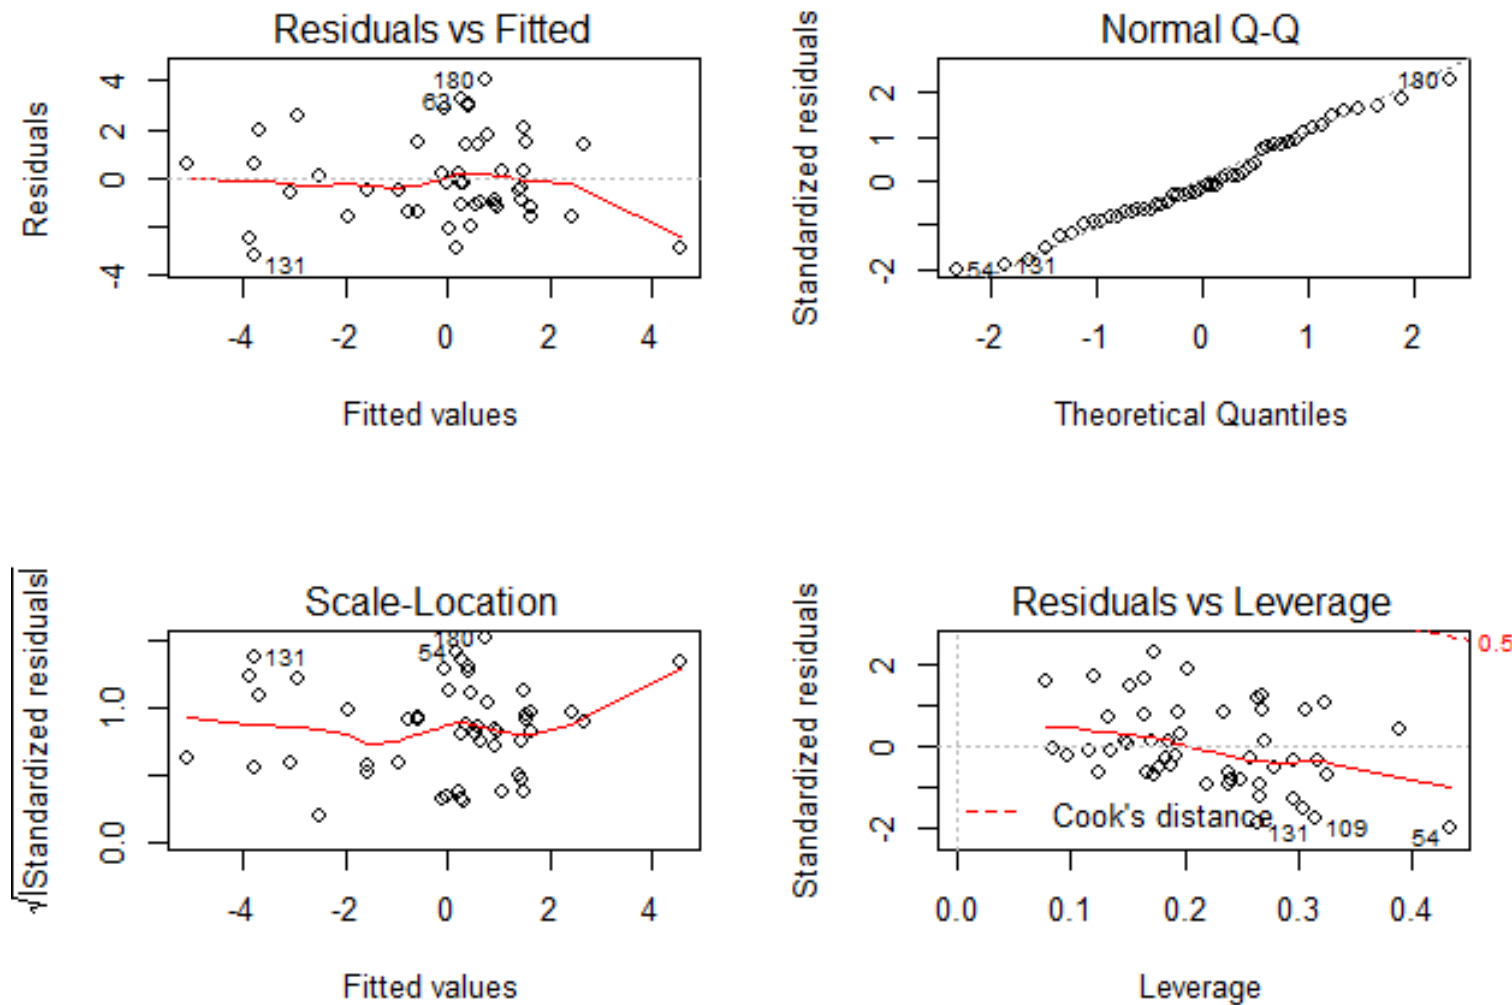 Residuals vs Fitted
Residuals
4
2
0
-4
180
63
131
-4 -2 0 2 4
Fitted values
Normal Q-Q
Standardized residuals
2
1
0
-2
180
54
131
-2 -1 0 1 2
Theoretical Quantiles
Scale-Location
√|Standardized residuals|
1.0
0.0
180
54
131
-4 -2 0 2 4
Fitted values
Residuals vs Leverage
Standardized residuals
2
0
-2
0.5
Cook's distance
131
109
54
0.0 0.1 0.2 0.3 0.4
Leverage